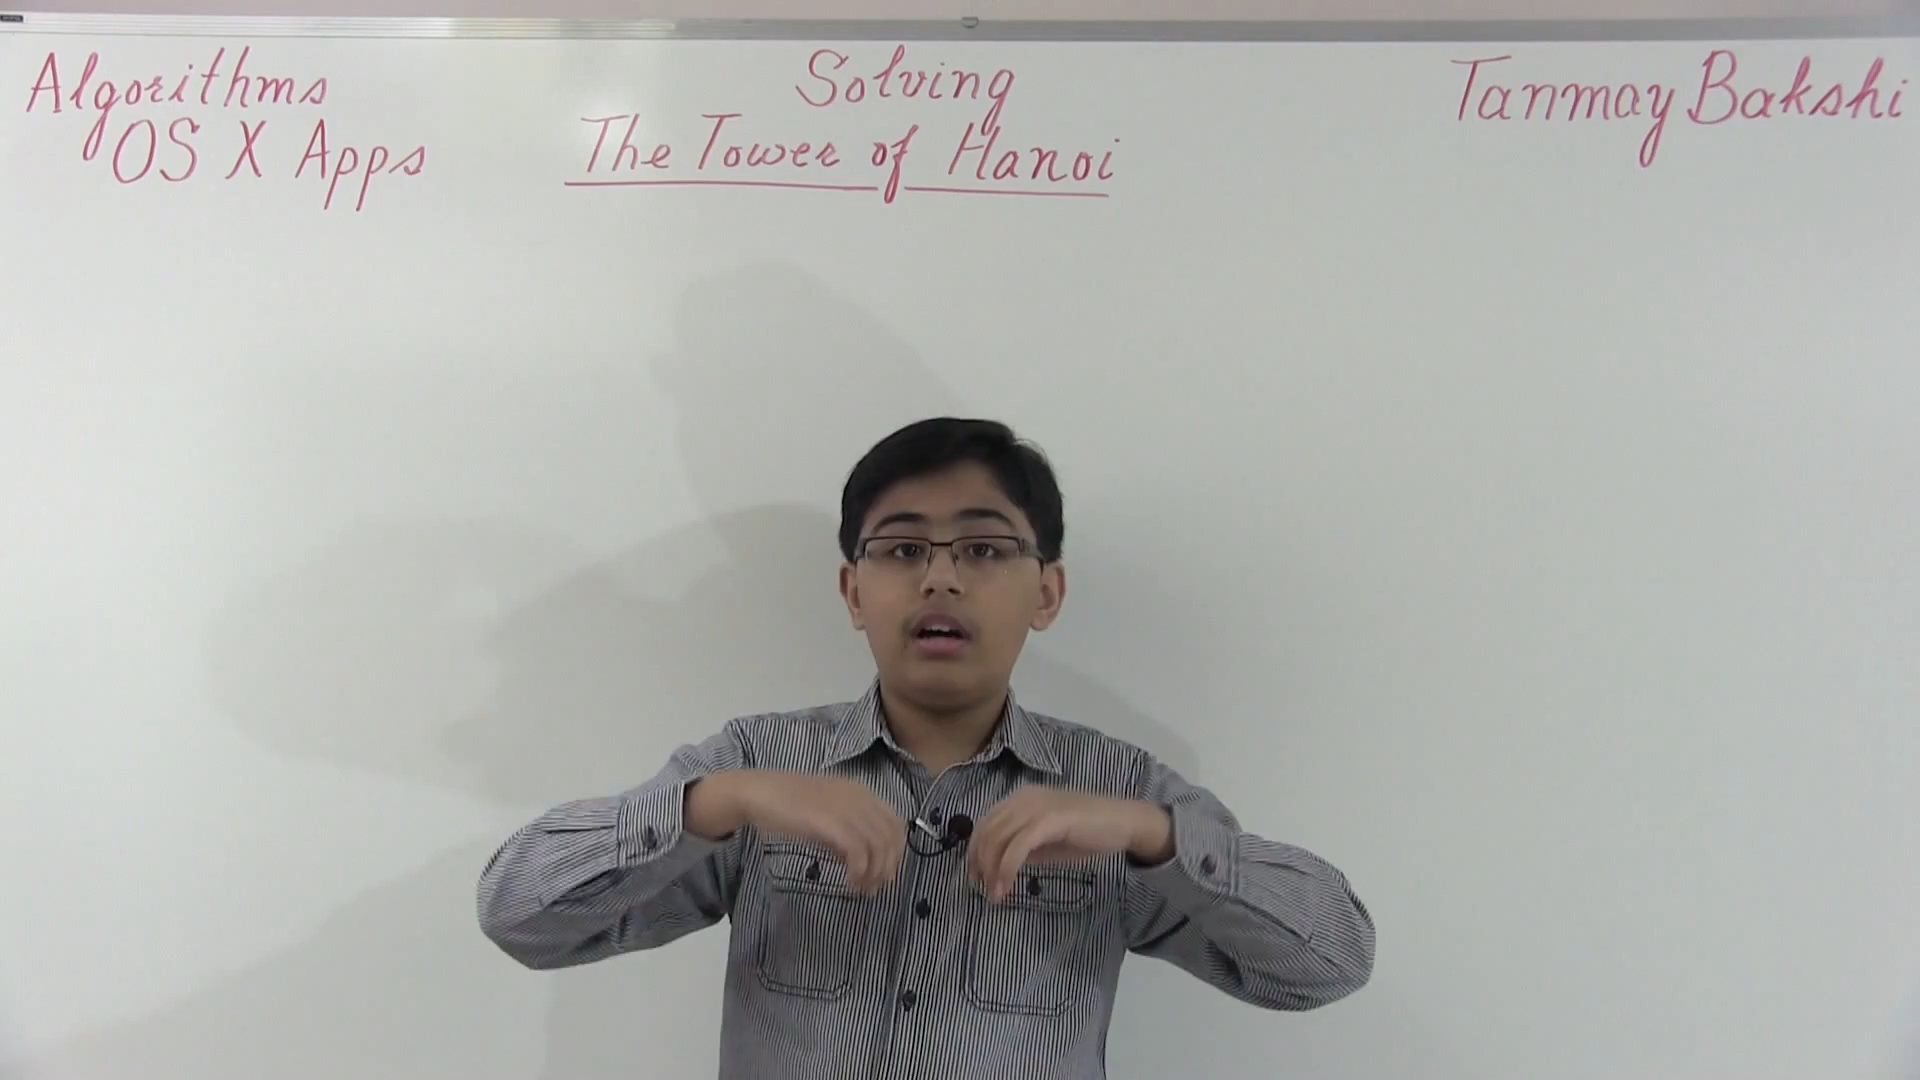 Algorithms
OS X Apps
Solving
The Tower of Hanoi
Tanmay Bakshi